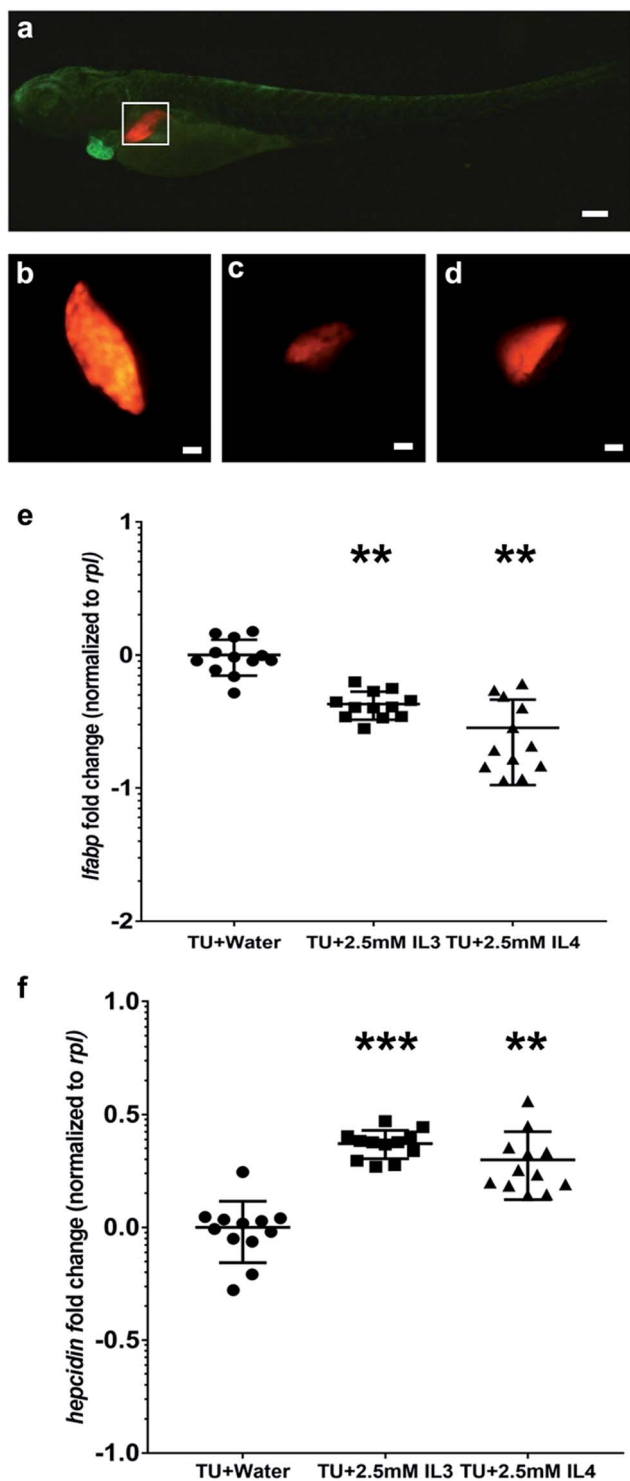 a
b c d
e
lfabp fold change (normalized to rpl)
1
0
-1
-2
** **
TU+Water TU+2.5mM IL3 TU+2.5mM IL4
f
hepcidin fold change (normalized to rpl)
1.0
0.5
0.0
-0.5
-1.0
*** **
TU+Water TU+2.5mM IL3 TU+2.5mM IL4